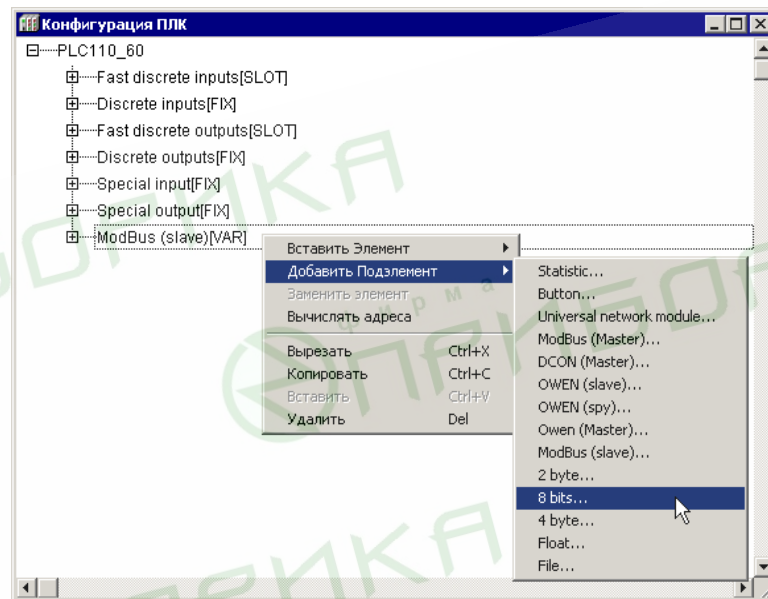 Конфигурация ПЛК
PLC110_60
Fast discrete inputs[SLOT]
Discrete inputs[FIX]
Fast discrete outputs[SLOT]
Discrete outputs[FIX]
Special input[FIX]
Special output[FIX]
ModBus (slave)[VAR]
Вставить Элемент
Добавить Подэлемент
Заменить элемент
Вычислять адреса
Вырезать Ctrl+X
Копировать Ctrl+C
Вставить Ctrl+V
Удалить Del
Statistic...
Button...
Universal network module...
ModBus (Master)...
DCON (Master)...
OWEN (slave)...
OWEN (spy)...
Owen (Master)...
ModBus (slave)...
2 byte...
8 bits...
4 byte...
Float...
File...